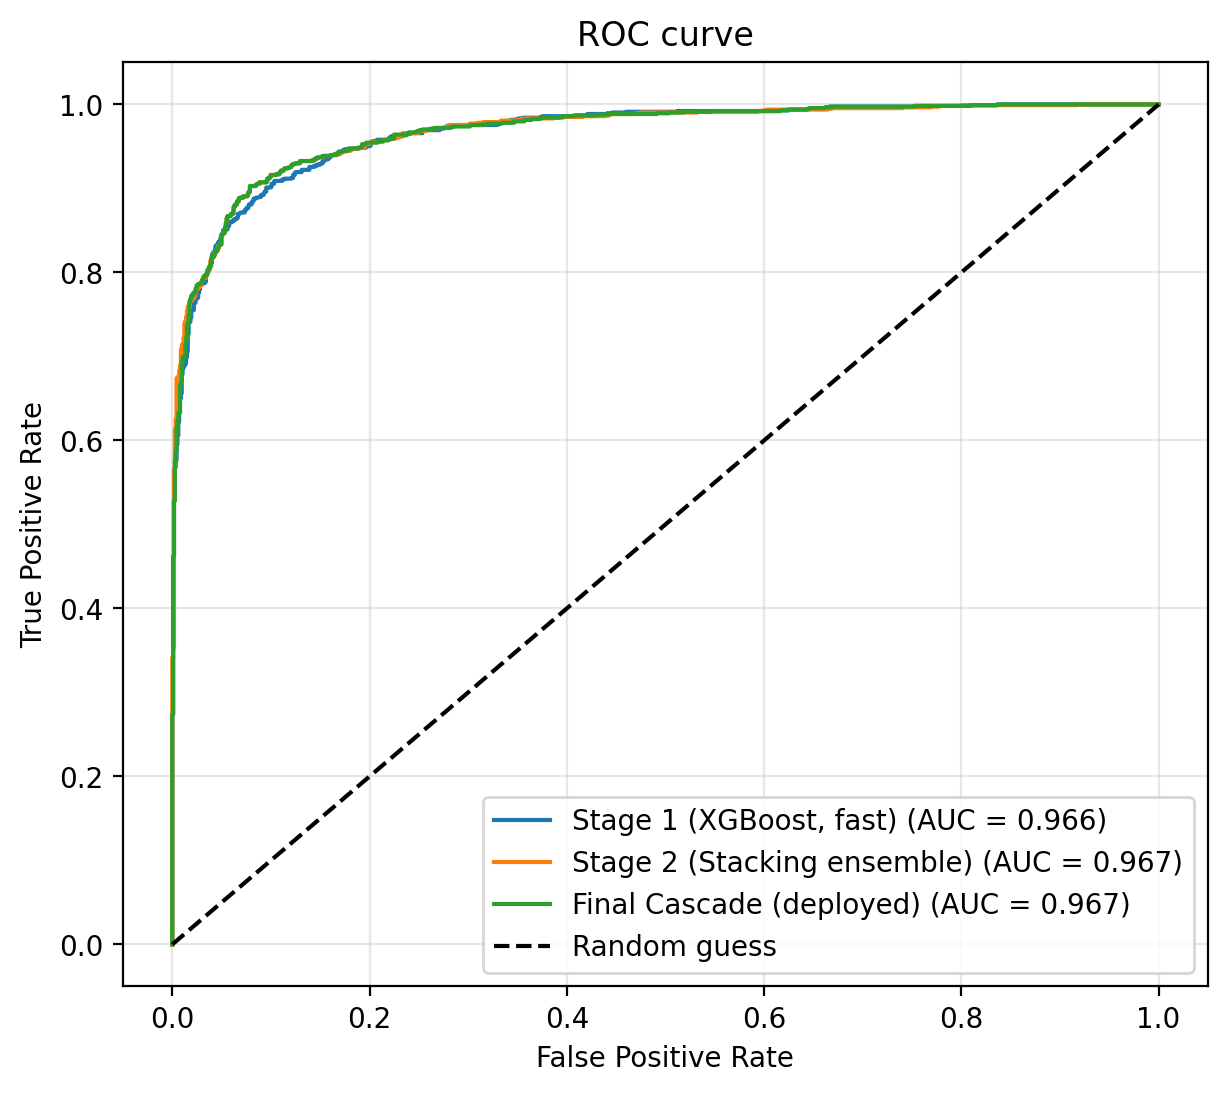 ROC curve
True Positive Rate
1.0
0.8
0.6
0.4
0.2
0.0
Stage 1 (XGBoost, fast) (AUC = 0.966)
Stage 2 (Stacking ensemble) (AUC = 0.967)
Final Cascade (deployed) (AUC = 0.967)
Random guess
0.0 0.2 0.4 0.6 0.8 1.0
False Positive Rate